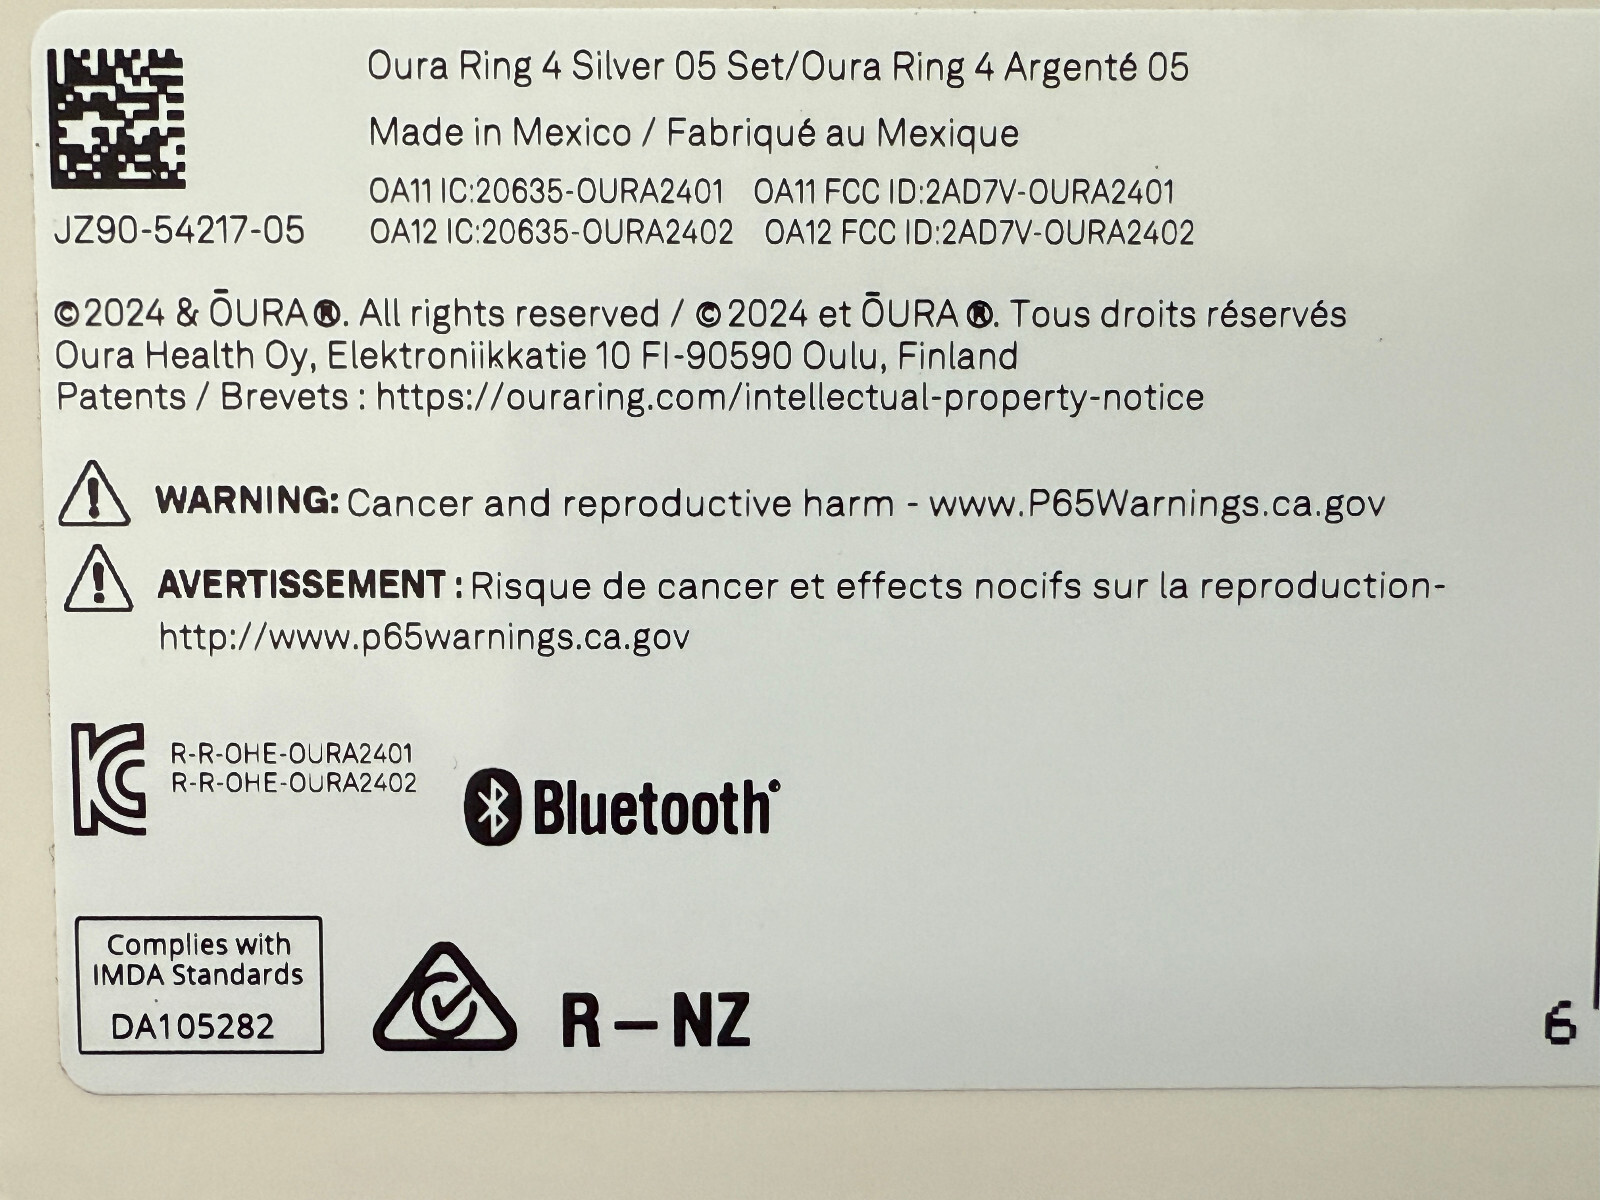 Oura Ring 4 Silver 05 Set/Oura Ring 4 Argenté 05
Made in Mexico / Fabriqué au Mexique
OA11 IC:20635-OURA2401 OA11 FCC ID:2AD7V-OURA2401
JZ90-54217-05
OA12 IC:20635-OURA2402 OA12 FCC ID:2AD7V-OURA2402
©2024 & ŌURA®. All rights reserved / ©2024 et ŌURA®. Tous droits réservés
Oura Health Oy, Elektroniikkatie 10 FI-90590 Oulu, Finland
Patents / Brevets : https://ouraring.com/intellectual-property-notice
WARNING: Cancer and reproductive harm - www.P65Warnings.ca.gov
AVERTISSEMENT : Risque de cancer et effects nocifs sur la reproduction-
http://www.p65warnings.ca.gov
R-R-OHE-OURA2401
R-R-OHE-OURA2402
Bluetooth®
Complies with
IMDA Standards
DA105282
R-NZ
6